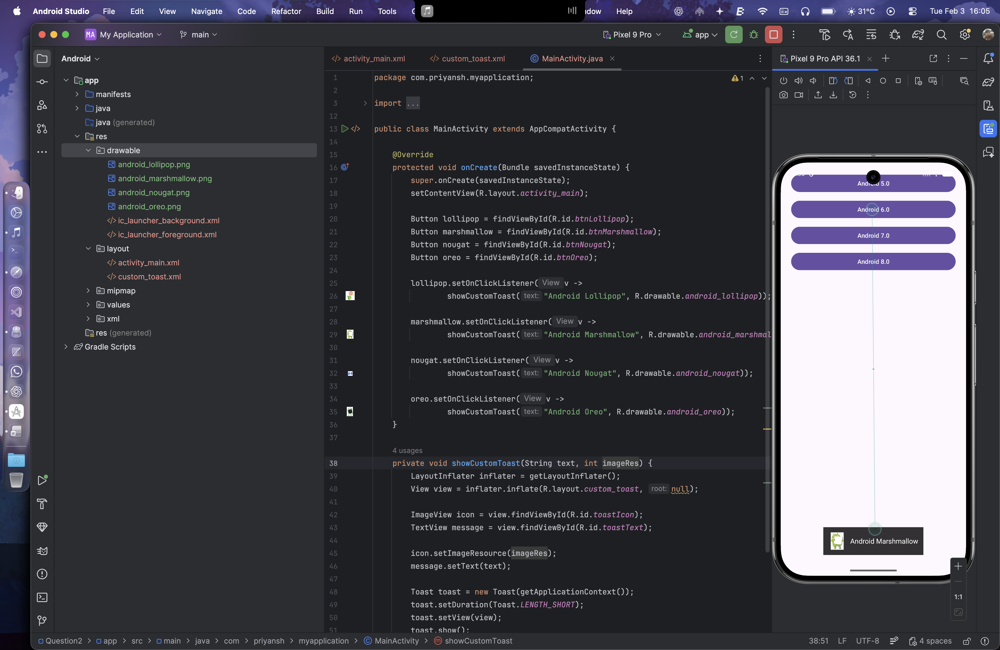 Android Studio File Edit View Navigate Code Refactor Build Run Tools Help 31°C Tue Feb 3 16:05
MA My Application main Pixel 9 Pro app
Android
activity_main.xml custom_toast.xml MainActivity.java
Pixel 9 Pro API 36.1
app
manifests
java
java (generated)
res
drawable
android_lollipop.png
android_marshmallow.png
android_nougat.png
android_oreo.png
ic_launcher_background.xml
ic_launcher_foreground.xml
layout
activity_main.xml
custom_toast.xml
mipmap
values
xml
res (generated)
Gradle Scripts
1 package com.priyansh.myapplication; 1
2
3 import ...
12
13 public class MainActivity extends AppCompatActivity {
14
15 @Override
16 protected void onCreate(Bundle savedInstanceState) {
17 super.onCreate(savedInstanceState);
18 setContentView(R.layout.activity_main);
19
20 Button lollipop = findViewById(R.id.btnLollipop);
21 Button marshmallow = findViewById(R.id.btnMarshmallow);
22 Button nougat = findViewById(R.id.btnNougat);
23 Button oreo = findViewById(R.id.btnOreo);
24
25 lollipop.setOnClickListener( View v ->
26 showCustomToast( text: "Android Lollipop", R.drawable.android_lollipop));
27
28 marshmallow.setOnClickListener( View v ->
29 showCustomToast( text: "Android Marshmallow", R.drawable.android_marshmal
30
31 nougat.setOnClickListener( View v ->
32 showCustomToast( text: "Android Nougat", R.drawable.android_nougat));
33
34 oreo.setOnClickListener( View v ->
35 showCustomToast( text: "Android Oreo", R.drawable.android_oreo));
36 }
37
4 usages
38 private void showCustomToast(String text, int imageRes) {
39 LayoutInflater inflater = getLayoutInflater();
40 View view = inflater.inflate(R.layout.custom_toast, root: null);
41
42 ImageView icon = view.findViewById(R.id.toastIcon);
43 TextView message = view.findViewById(R.id.toastText);
44
45 icon.setImageResource(imageRes);
46 message.setText(text);
47
48 Toast toast = new Toast(getApplicationContext());
49 toast.setDuration(Toast.LENGTH_SHORT);
50 toast.setView(view);
51 toast.show();
Android 5.0
Android 6.0
Android 7.0
Android 8.0
Android Marshmallow
1:1
Question2 > app > src > main > java > com > priyansh > myapplication > MainActivity > showCustomToast
38:51 LF UTF-8 4 spaces